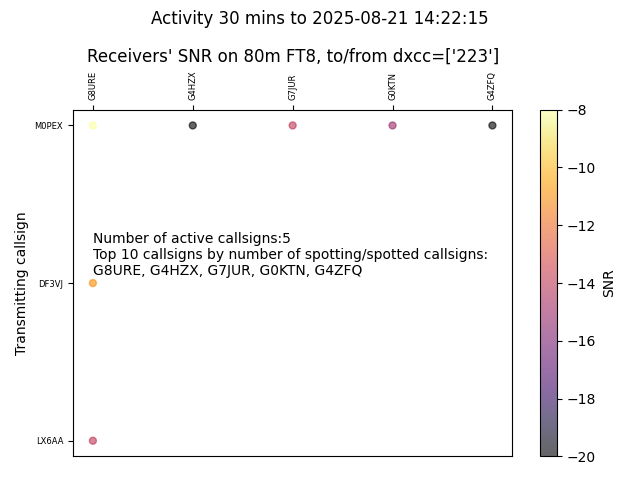 Activity 30 mins to 2025-08-21 14:22:15
Receivers' SNR on 80m FT8, to/from dxcc=['223']
G8URE
G4HZX
G7JUR
G0KTN
G4ZFQ
M0PEX
DF3VJ
LX6AA
Transmitting callsign
Number of active callsigns:5
Top 10 callsigns by number of spotting/spotted callsigns:
G8URE, G4HZX, G7JUR, G0KTN, G4ZFQ
−8
−10
−12
−14
−16
−18
−20
SNR